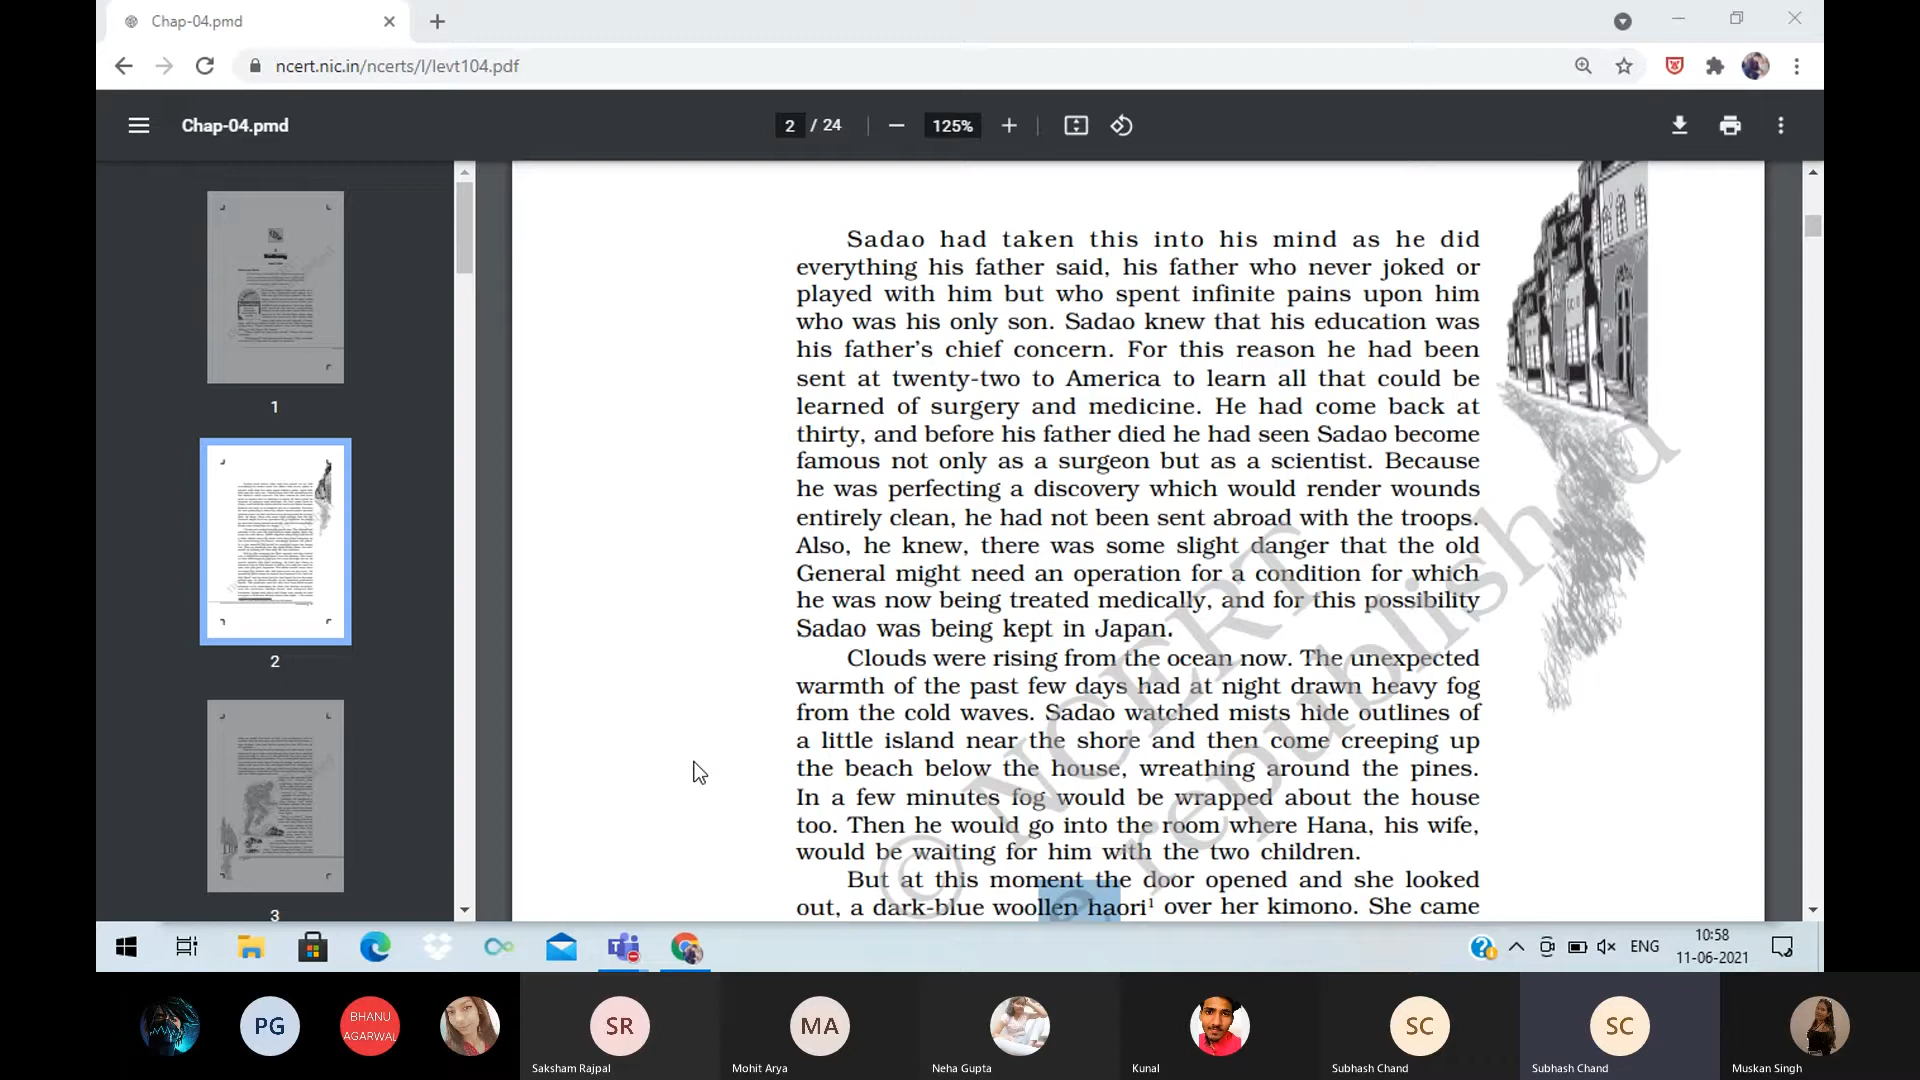 Chap-04.pmd
ncert.nic.in/ncerts/l/levt104.pdf
Chap-04.pmd
2 / 24
125%
1
2
3
Sadao had taken this into his mind as he did
everything his father said, his father who never joked or
played with him but who spent infinite pains upon him
who was his only son. Sadao knew that his education was
his father's chief concern. For this reason he had been
sent at twenty-two to America to learn all that could be
learned of surgery and medicine. He had come back at
thirty, and before his father died he had seen Sadao become
famous not only as a surgeon but as a scientist. Because
he was perfecting a discovery which would render wounds
entirely clean, he had not been sent abroad with the troops.
Also, he knew, there was some slight danger that the old
General might need an operation for a condition for which
he was now being treated medically, and for this possibility
Sadao was being kept in Japan.
Clouds were rising from the ocean now. The unexpected
warmth of the past few days had at night drawn heavy fog
from the cold waves. Sadao watched mists hide outlines of
a little island near the shore and then come creeping up
the beach below the house, wreathing around the pines.
In a few minutes fog would be wrapped about the house
too. Then he would go into the room where Hana, his wife,
would be waiting for him with the two children.
But at this moment the door opened and she looked
out, a dark-blue woollen haori¹ over her kimono. She came
© NCERT
republished
ENG
10:58
11-06-2021
PG
BHANU
AGARWAL
SR
Saksham Rajpal
MA
Mohit Arya
Neha Gupta
Kunal
SC
Subhash Chand
SC
Subhash Chand
Muskan Singh